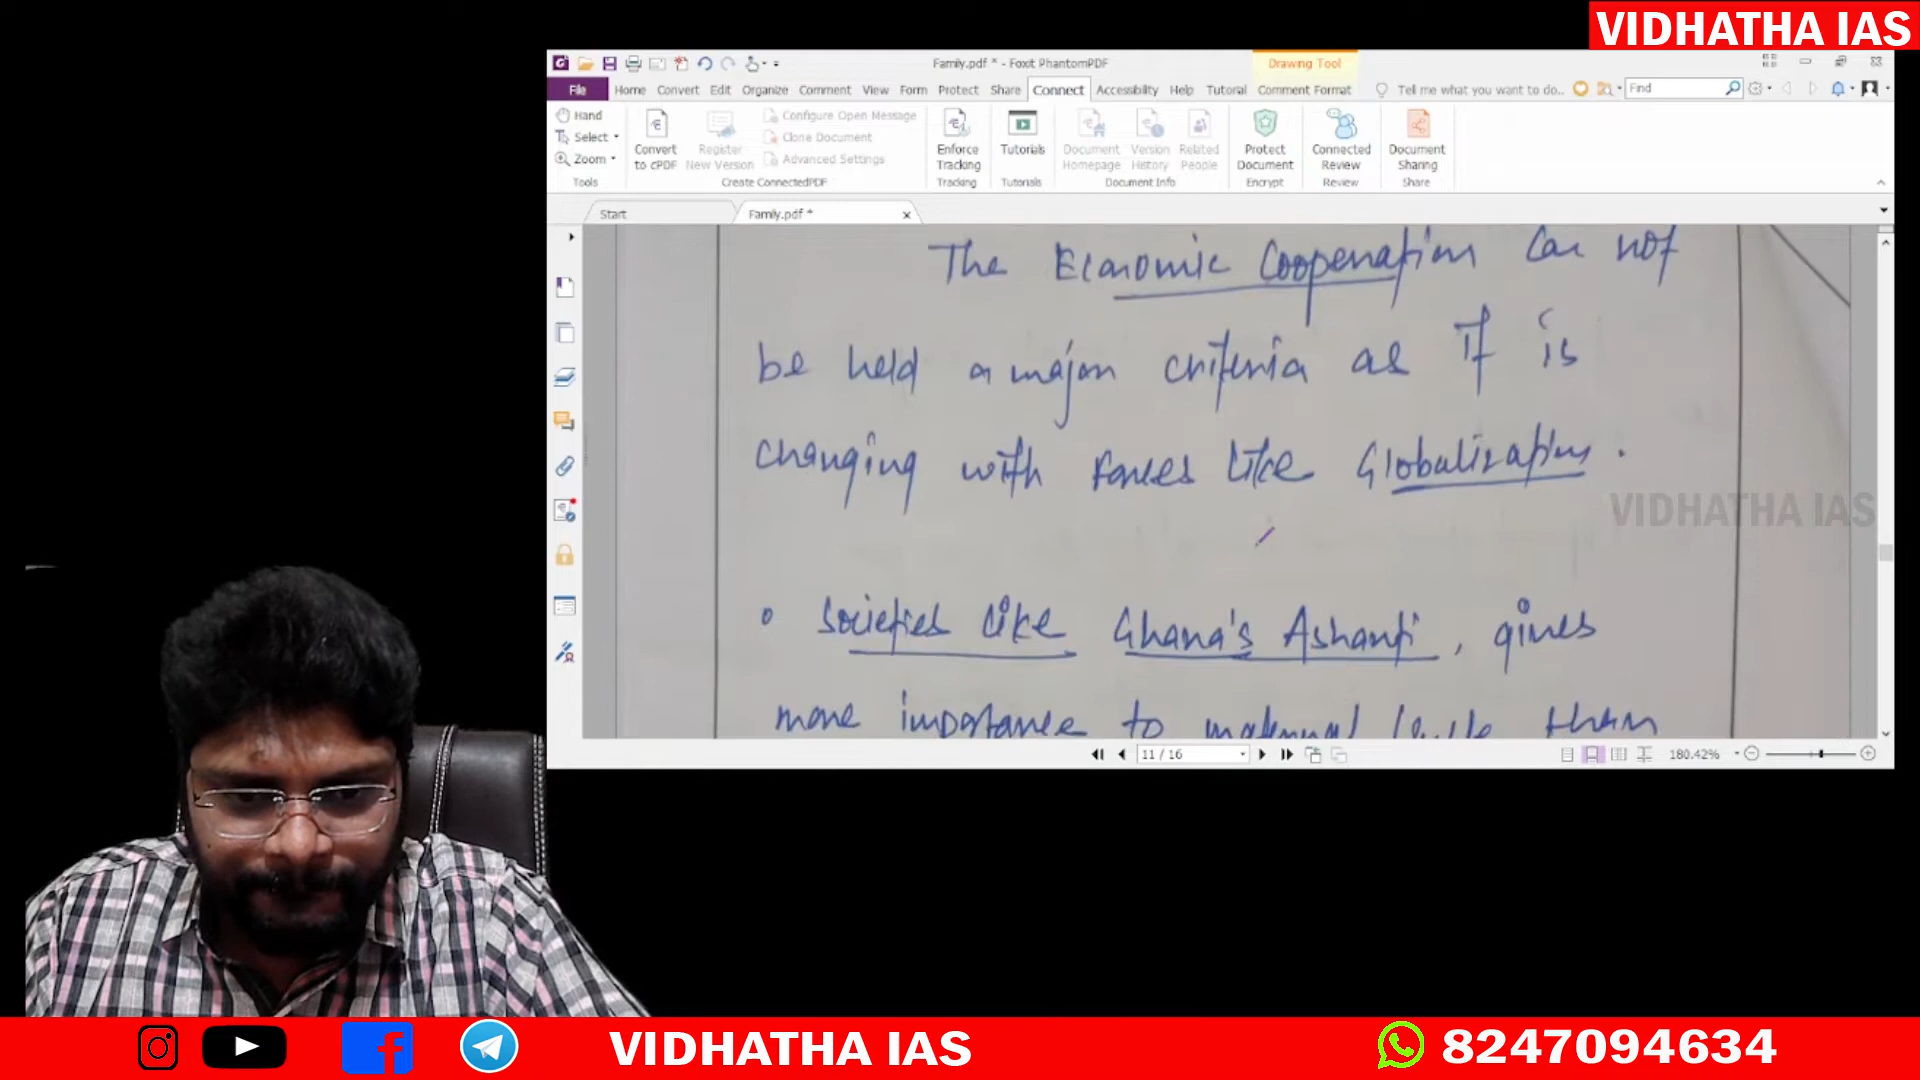 VIDHATHA IAS
Family.pdf * - Foxit PhantomPDF
Drawing Tool
File Home Convert Edit Organize Comment View Form Protect Share Connect Accessibility Help Tutorial Comment Format Tell me what you want to do.. Find
Hand
Select
Zoom
Tools
Convert to cPDF
Register New Version
Configure Open Message
Clone Document
Advanced Settings
Create ConnectedPDF
Enforce Tracking
Tracking
Tutorials
Tutorials
Document Homepage
Version History
Related People
Document Info
Protect Document
Encrypt
Connected Review
Review
Document Sharing
Share
Start
Family.pdf *
The Economic Cooperation can not
be held a major criteria as it is
changing with forces like Globalization.
VIDHATHA IAS
Societies like Ghana's Ashanti, gives
more importance to maternal than
11 / 16
180.42%
VIDHATHA IAS
8247094634